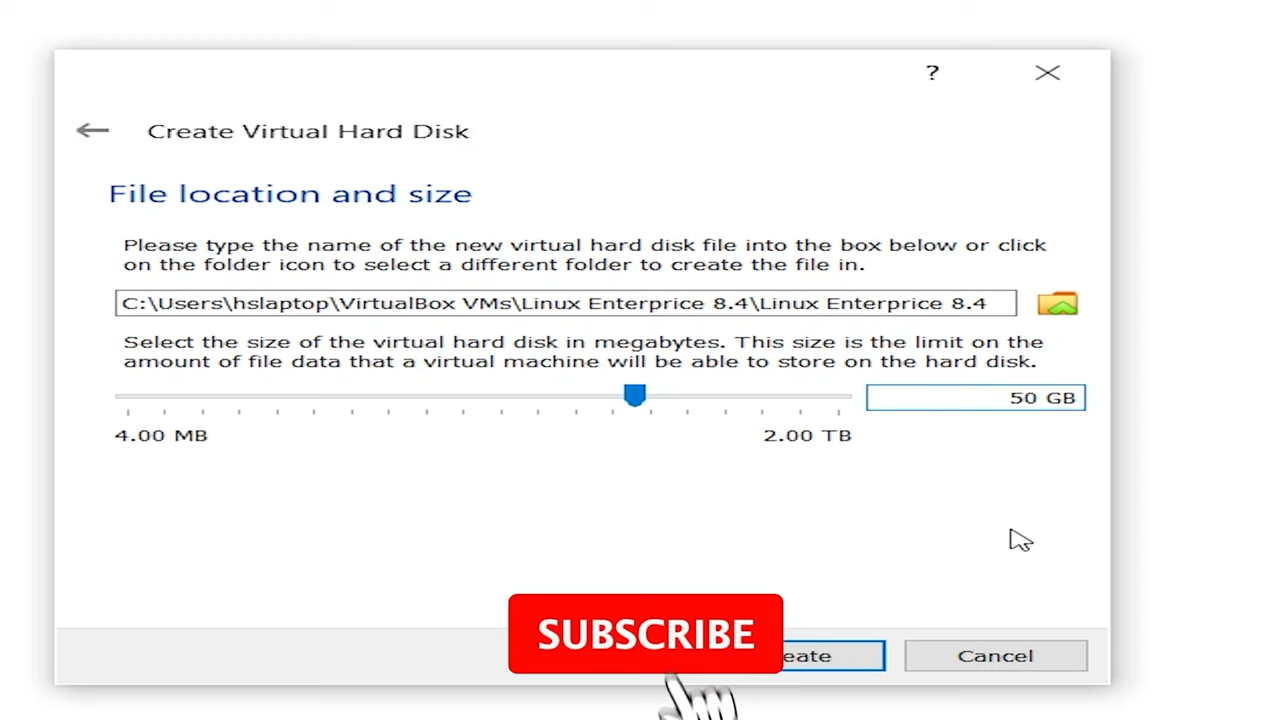 ?
Create Virtual Hard Disk
File location and size
Please type the name of the new virtual hard disk file into the box below or click
on the folder icon to select a different folder to create the file in.
C:\Users\hslaptop\VirtualBox VMs\Linux Enterprice 8.4\Linux Enterprice 8.4
Select the size of the virtual hard disk in megabytes. This size is the limit on the
amount of file data that a virtual machine will be able to store on the hard disk.
50 GB
4.00 MB 2.00 TB
SUBSCRIBE
eate Cancel